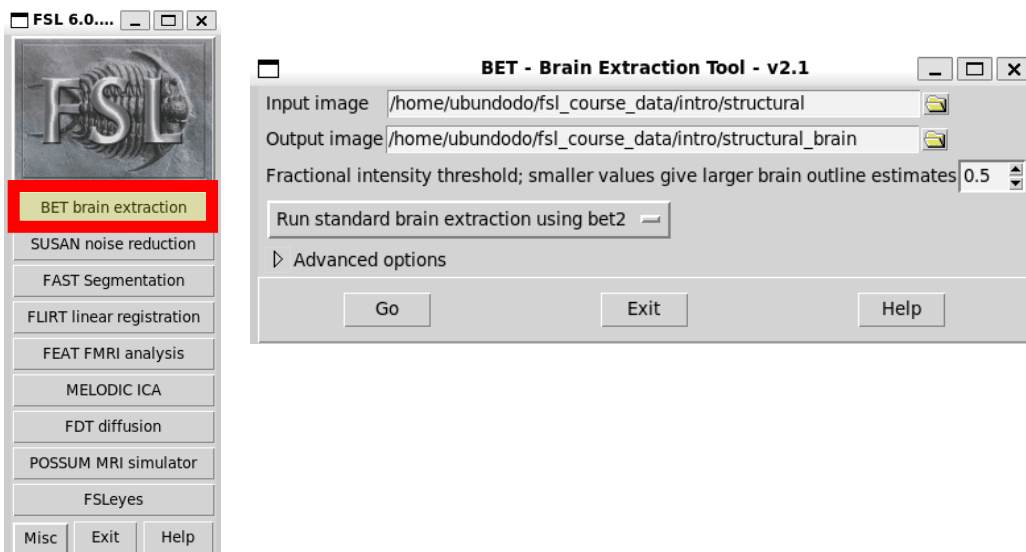 FSL 6.0....
FSL
BET brain extraction
SUSAN noise reduction
FAST Segmentation
FLIRT linear registration
FEAT FMRI analysis
MELODIC ICA
FDT diffusion
POSSUM MRI simulator
FSLeyes
Misc Exit Help
BET - Brain Extraction Tool - v2.1
Input image /home/ubundodo/fsl_course_data/intro/structural
Output image /home/ubundodo/fsl_course_data/intro/structural_brain
Fractional intensity threshold; smaller values give larger brain outline estimates 0.5
Run standard brain extraction using bet2
Advanced options
Go Exit Help